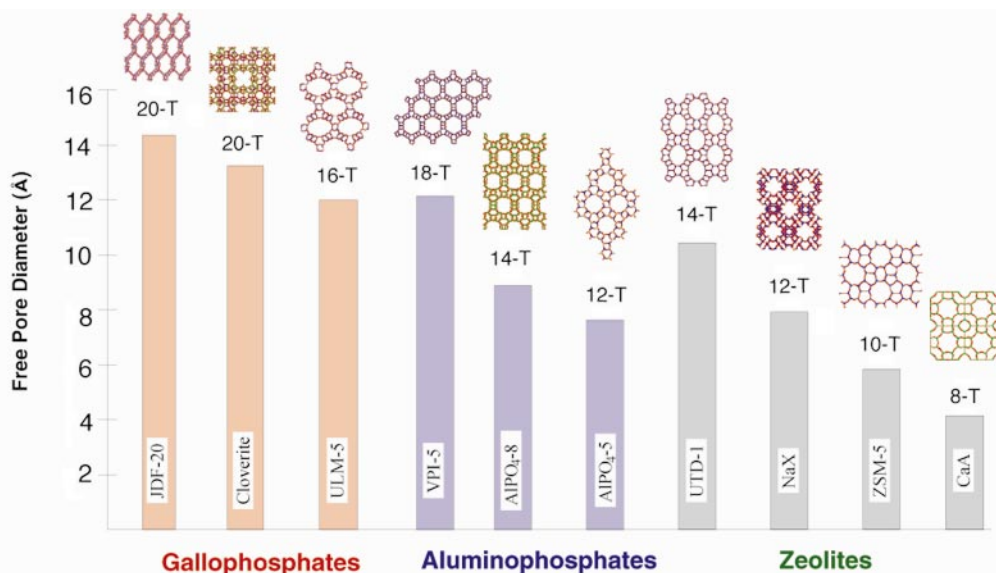 Free Pore Diameter (Å)
16
14
12
10
8
6
4
2
20-T
20-T
16-T
18-T
14-T
12-T
14-T
12-T
10-T
8-T
JDF-20
Cloverite
ULM-5
VPI-5
AlPO₄-8
AlPO₄-5
UTD-1
NaX
ZSM-5
CaA
Gallophosphates
Aluminophosphates
Zeolites